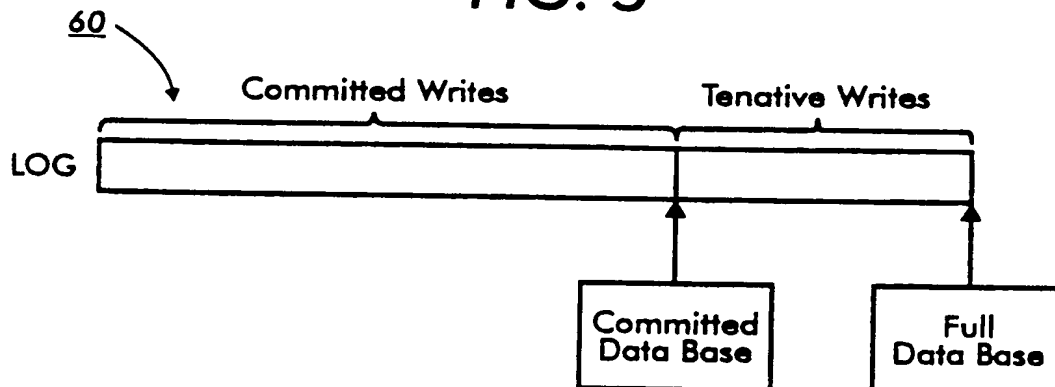 60
Committed Writes
Tenative Writes
LOG
Committed
Data Base
Full
Data Base